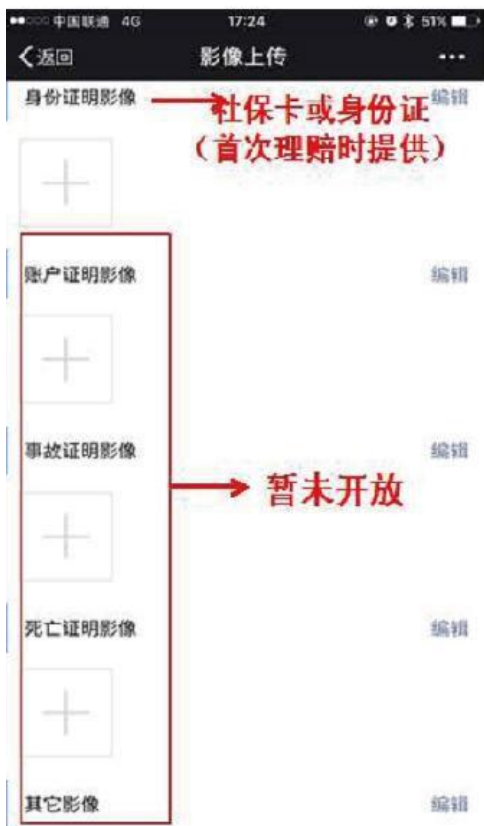 中国联通 4G 17:24 51%
返回 影像上传 ...
身份证明影像 社保卡或身份证 编辑
（首次理赔时提供）
账户证明影像 编辑
事故证明影像 编辑
暂未开放
死亡证明影像 编辑
其它影像 编辑